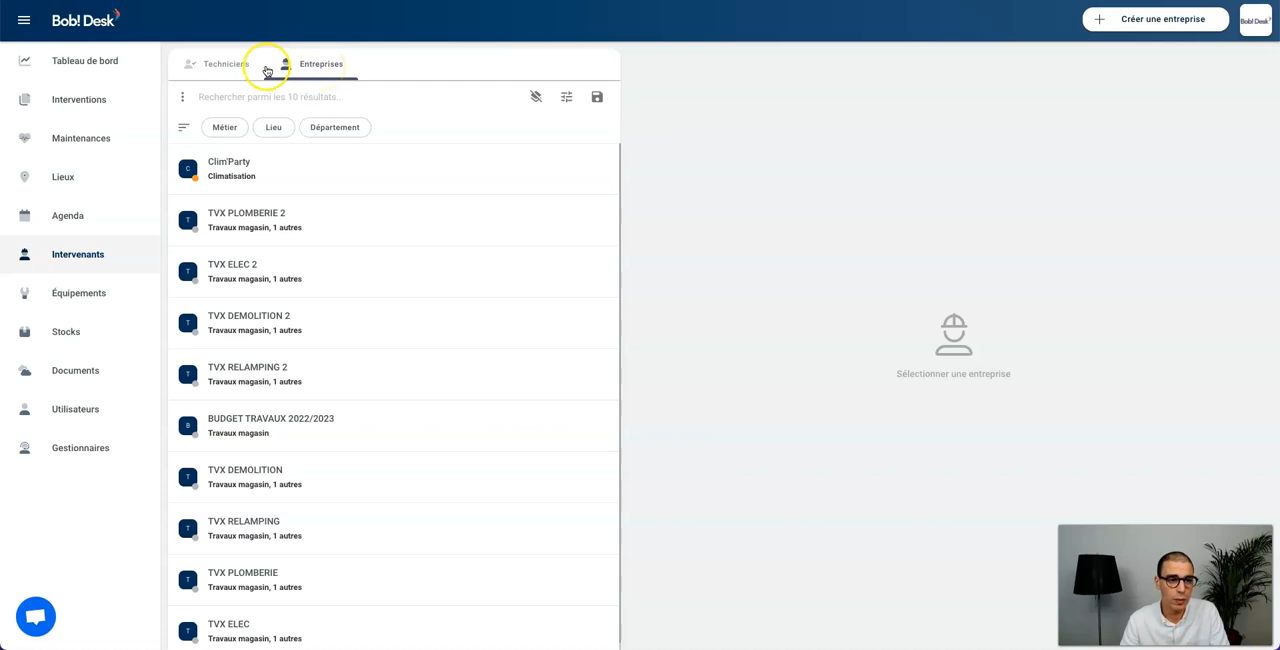 Bob! Desk
Créer une entreprise
Bob! Desk
Tableau de bord
Interventions
Maintenances
Lieux
Agenda
Intervenants
Équipements
Stocks
Documents
Utilisateurs
Gestionnaires
Techniciens
Entreprises
Rechercher parmi les 10 résultats...
Métier
Lieu
Département
C
Clim'Party
Climatisation
T
TVX PLOMBERIE 2
Travaux magasin, 1 autres
T
TVX ELEC 2
Travaux magasin, 1 autres
T
TVX DEMOLITION 2
Travaux magasin, 1 autres
T
TVX RELAMPING 2
Travaux magasin, 1 autres
B
BUDGET TRAVAUX 2022/2023
Travaux magasin
T
TVX DEMOLITION
Travaux magasin, 1 autres
T
TVX RELAMPING
Travaux magasin, 1 autres
T
TVX PLOMBERIE
Travaux magasin, 1 autres
T
TVX ELEC
Travaux magasin, 1 autres
Sélectionner une entreprise